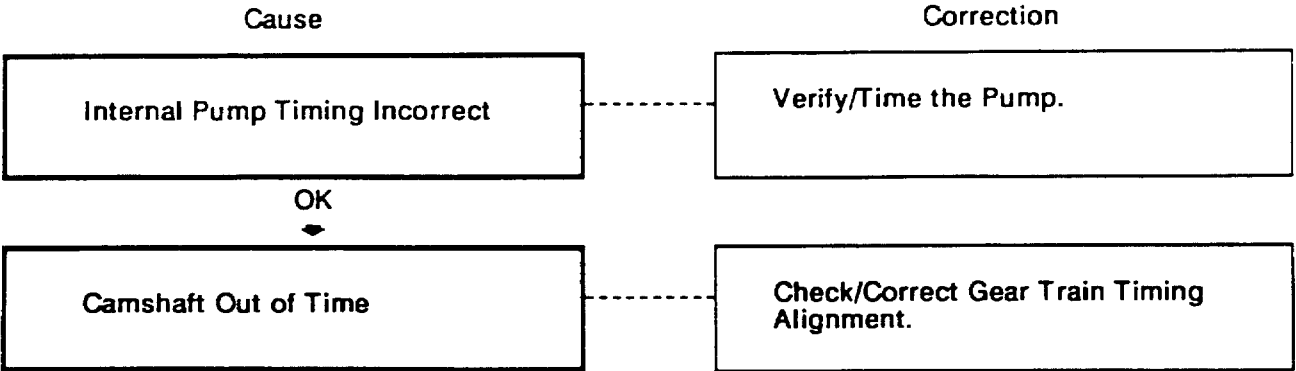 Cause
Correction
Internal Pump Timing Incorrect
Verify/Time the Pump.
OK
Camshaft Out of Time
Check/Correct Gear Train Timing
Alignment.